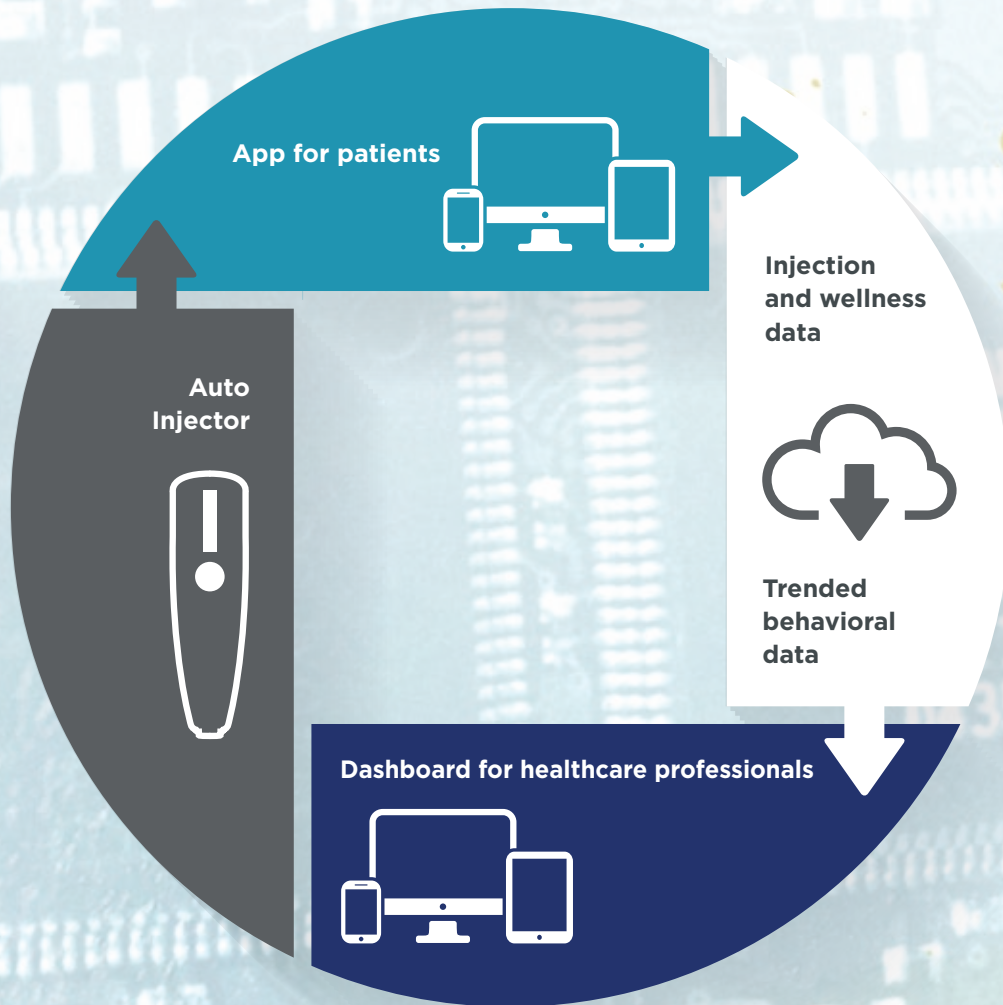 App for patients
Injection
and wellness
data
Auto
Injector
Trended
behavioral
data
Dashboard for healthcare professionals